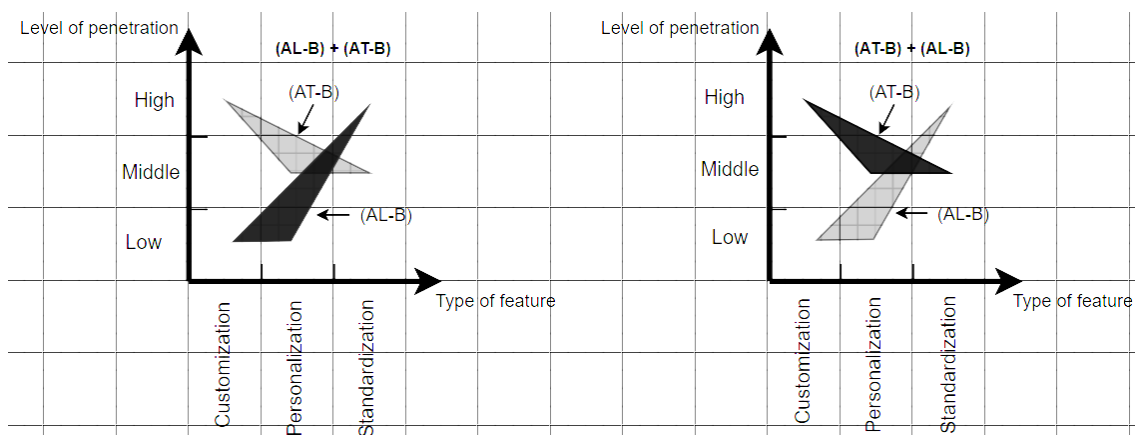 Level of penetration
(AL-B) + (AT-B)
High
(AT-B)
Middle
(AL-B)
Low
Type of feature
Customization
Personalization
Standardization
Level of penetration
(AT-B) + (AL-B)
High
(AT-B)
Middle
(AL-B)
Low
Type of feature
Customization
Personalization
Standardization